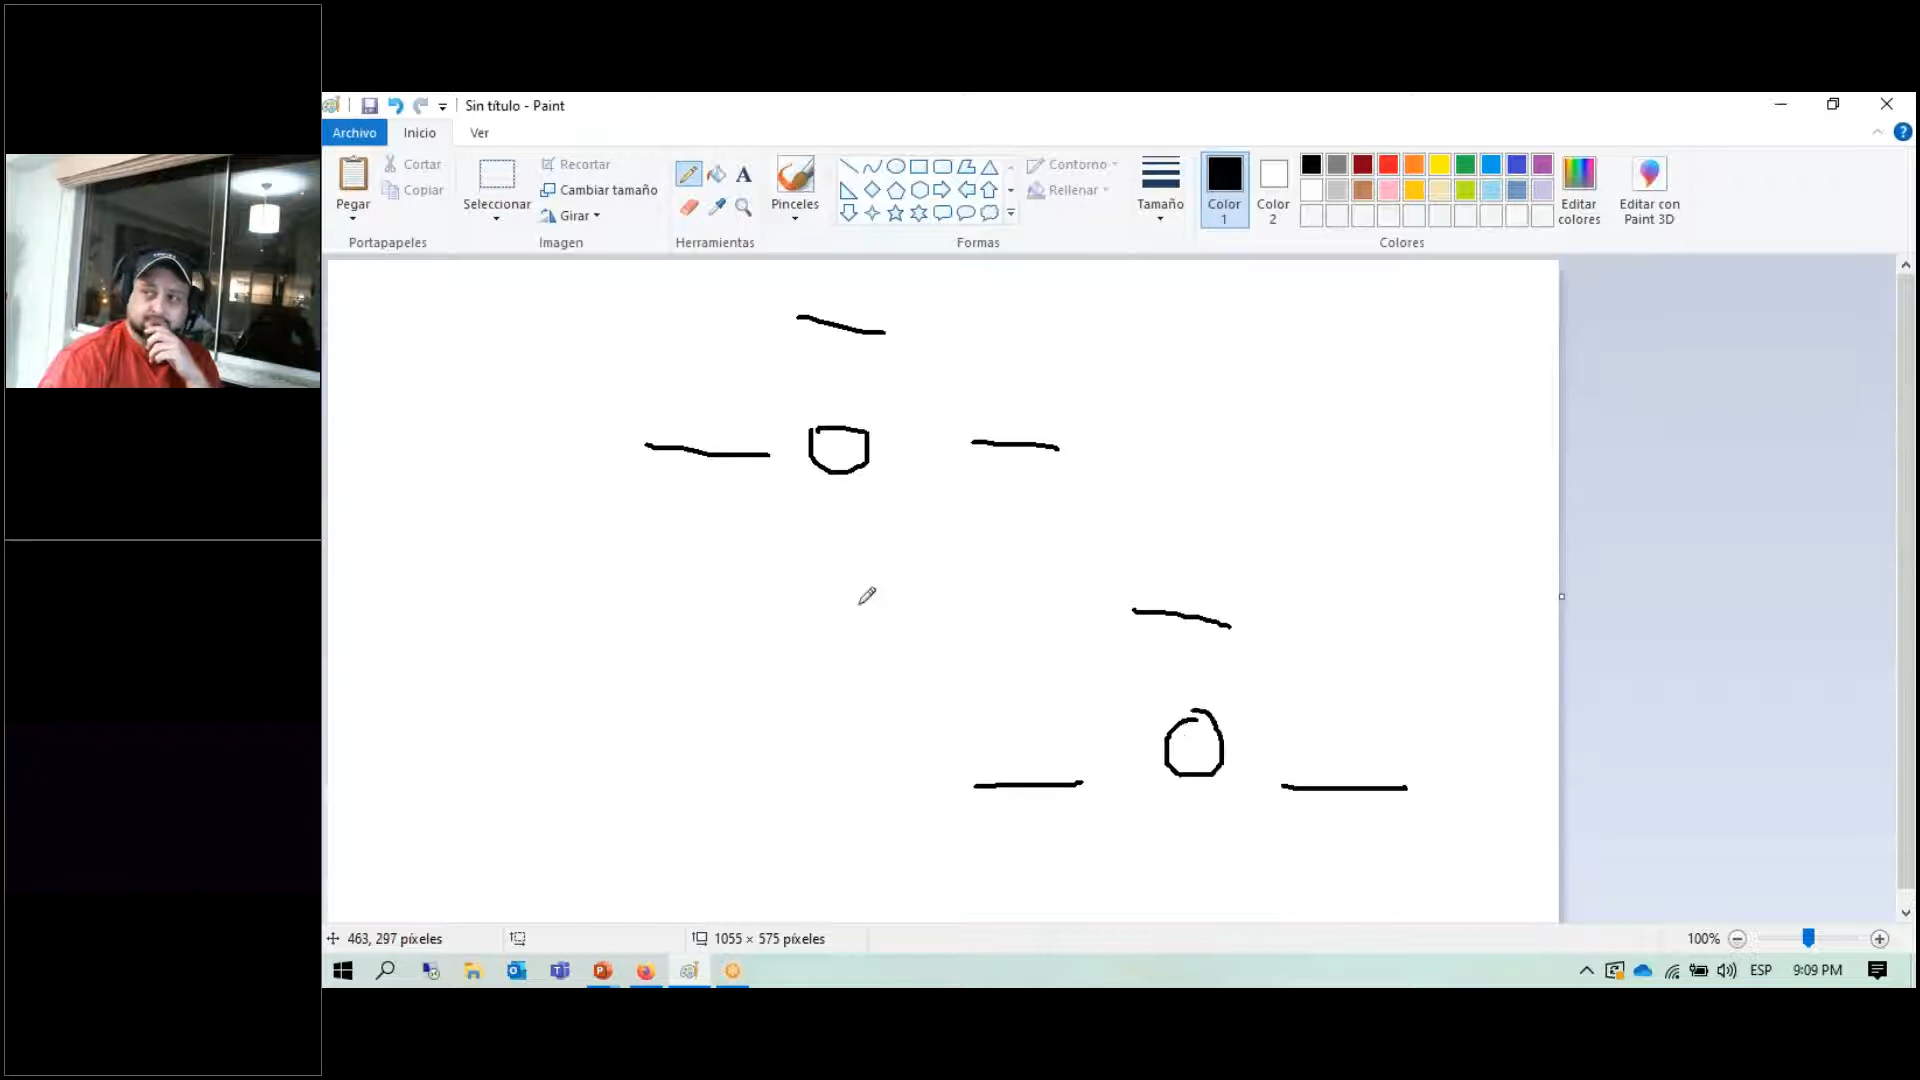 Sin título - Paint
Archivo Inicio Ver
Pegar
Cortar
Copiar
Portapapeles
Seleccionar
Recortar
Cambiar tamaño
Girar
Imagen
A
Herramientas
Pinceles
Formas
Contorno
Rellenar
Tamaño
Color
1
Color
2
Colores
Editar
colores
Editar con
Paint 3D
463, 297 píxeles
1055 × 575 píxeles
100%
ESP
9:09 PM